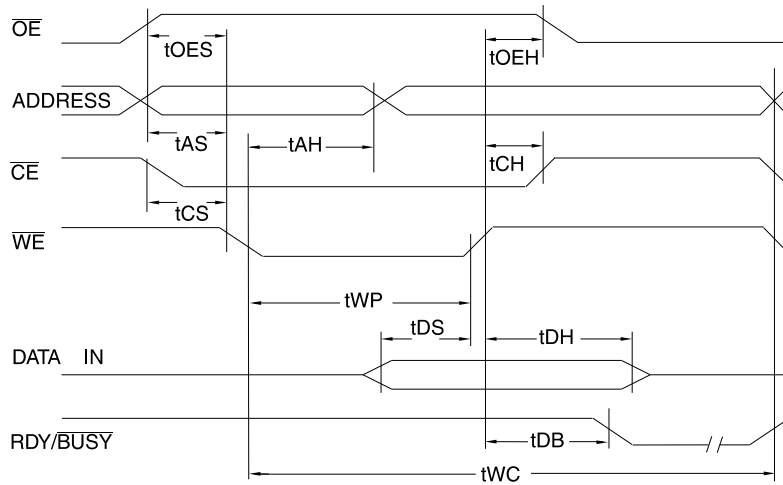 OE
tOES
tOEH
ADDRESS
tAS
tAH
tCH
CE
tCS
WE
tWP
tDS
tDH
DATA IN
RDY/BUSY
tDB
tWC